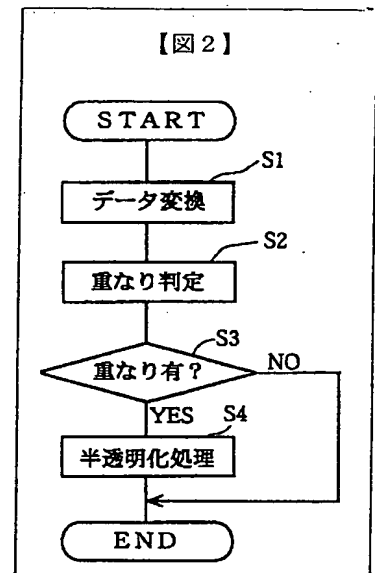 【図2】
START
S1
データ変換
S2
重なり判定
S3
重なり有?
NO
YES
S4
半透明化処理
END